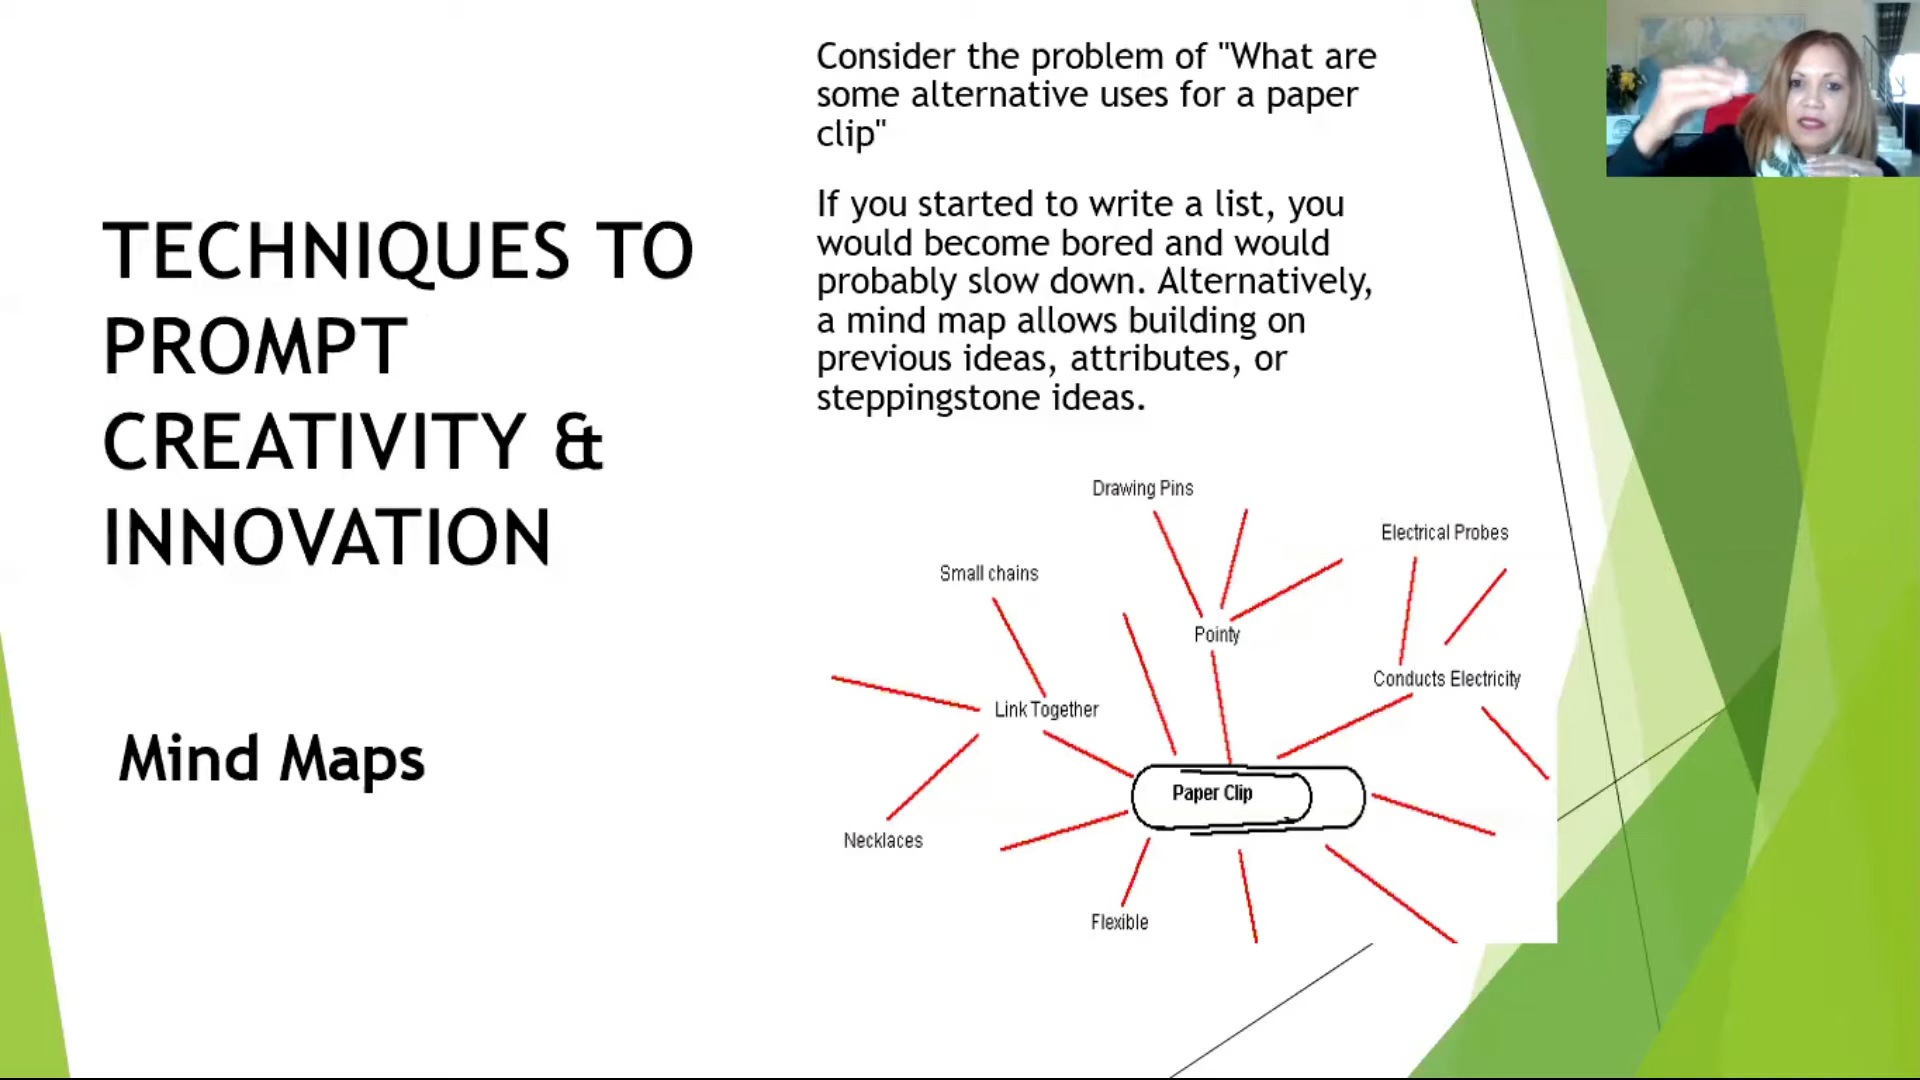 TECHNIQUES TO
PROMPT
CREATIVITY &
INNOVATION
Mind Maps
Consider the problem of "What are
some alternative uses for a paper
clip"
If you started to write a list, you
would become bored and would
probably slow down. Alternatively,
a mind map allows building on
previous ideas, attributes, or
steppingstone ideas.
Drawing Pins
Electrical Probes
Small chains
Pointy
Conducts Electricity
Link Together
Paper Clip
Necklaces
Flexible